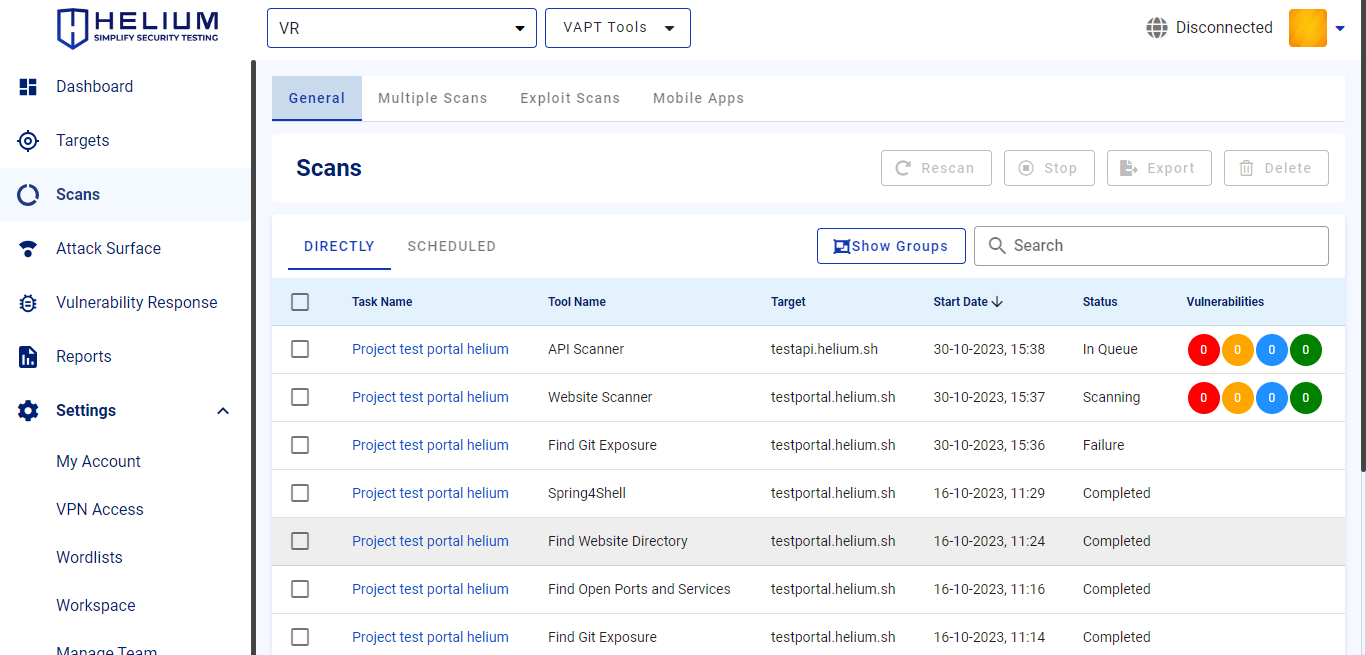 HELIUM
SIMPLIFY SECURITY TESTING
VR
VAPT Tools
Disconnected
Dashboard
Targets
Scans
Attack Surface
Vulnerability Response
Reports
Settings
My Account
VPN Access
Wordlists
Workspace
Manage Team
General Multiple Scans Exploit Scans Mobile Apps
Scans
Rescan Stop Export Delete
DIRECTLY SCHEDULED Show Groups Search
Task Name Tool Name Target Start Date Status Vulnerabilities
Project test portal helium API Scanner testapi.helium.sh 30-10-2023, 15:38 In Queue 0 0 0 0
Project test portal helium Website Scanner testportal.helium.sh 30-10-2023, 15:37 Scanning 0 0 0 0
Project test portal helium Find Git Exposure testportal.helium.sh 30-10-2023, 15:36 Failure
Project test portal helium Spring4Shell testportal.helium.sh 16-10-2023, 11:29 Completed
Project test portal helium Find Website Directory testportal.helium.sh 16-10-2023, 11:24 Completed
Project test portal helium Find Open Ports and Services testportal.helium.sh 16-10-2023, 11:16 Completed
Project test portal helium Find Git Exposure testportal.helium.sh 16-10-2023, 11:14 Completed